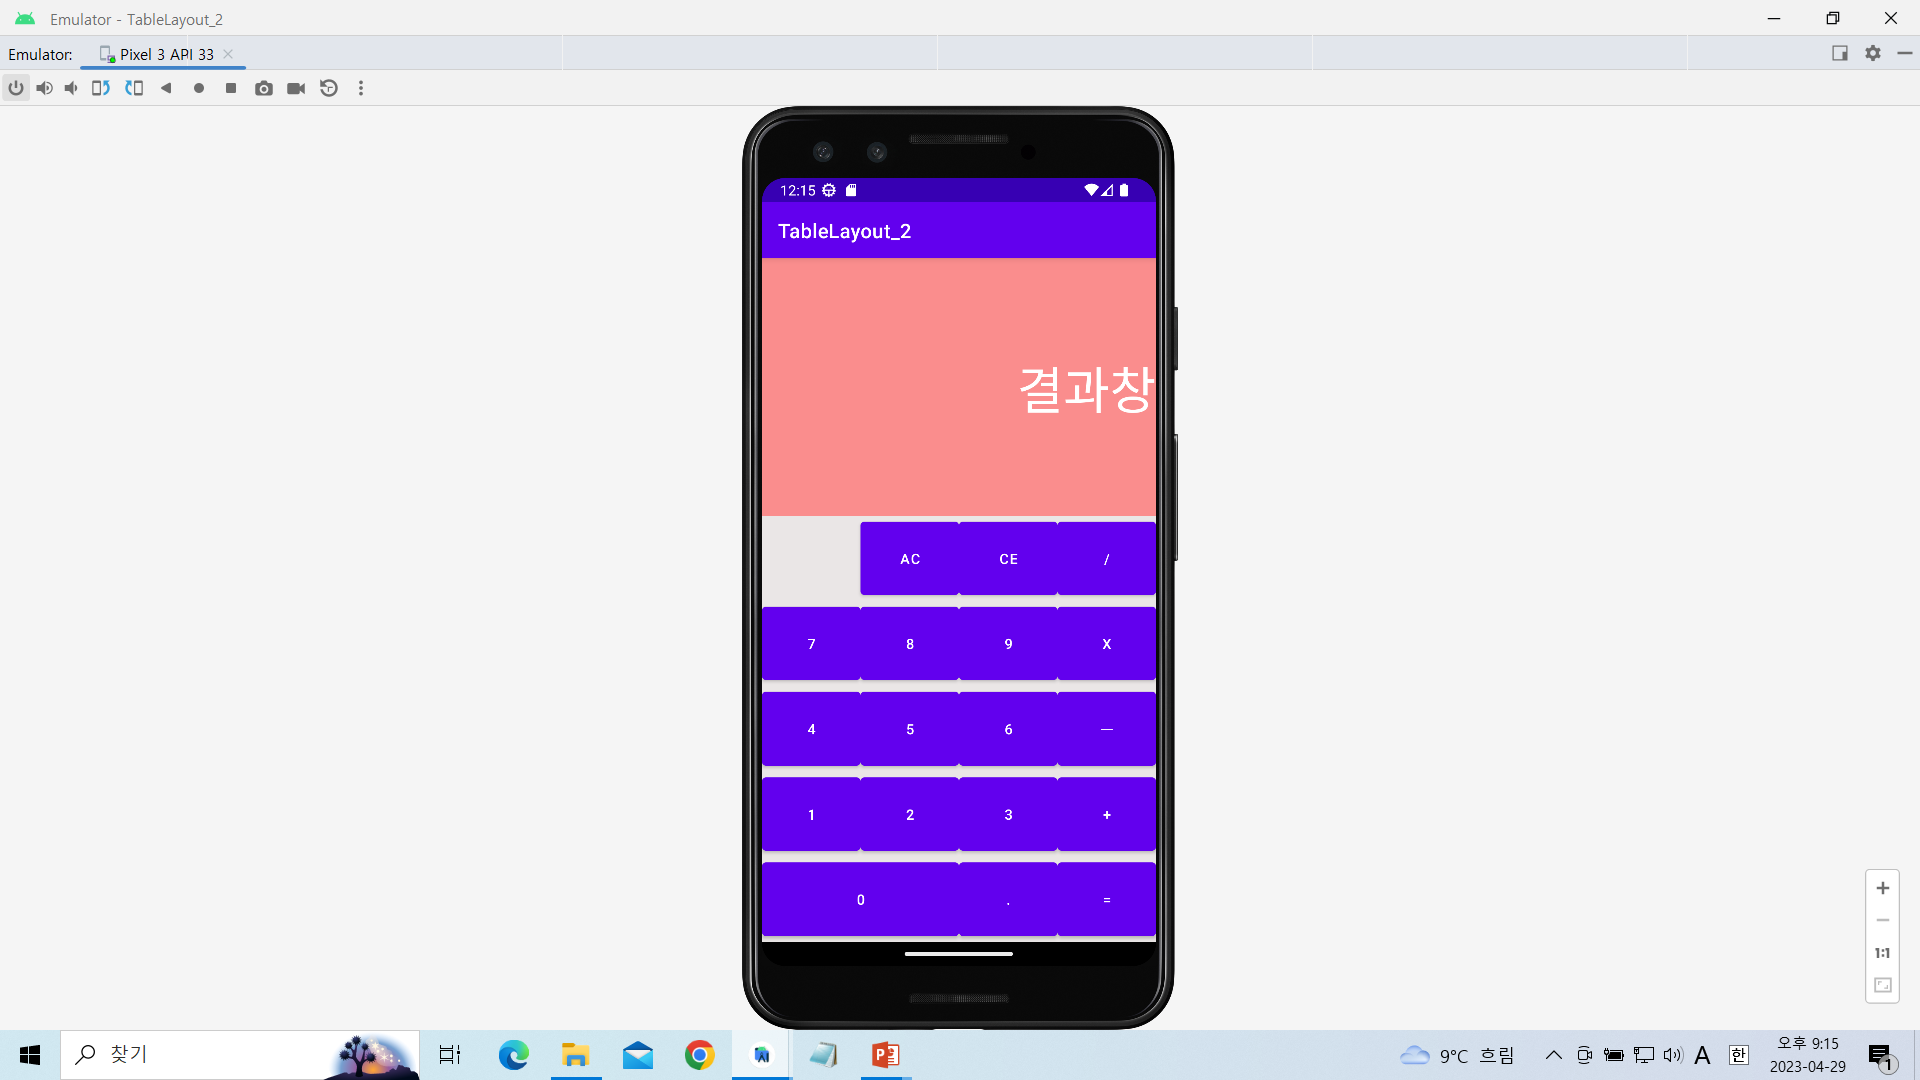 Emulator - TableLayout_2
Emulator: Pixel 3 API 33
12:15
TableLayout_2
결과창
AC CE /
7 8 9 X
4 5 6 —
1 2 3 +
0 . =
1:1
찾기
9°C 흐림
A 한
오후 9:15
2023-04-29
1